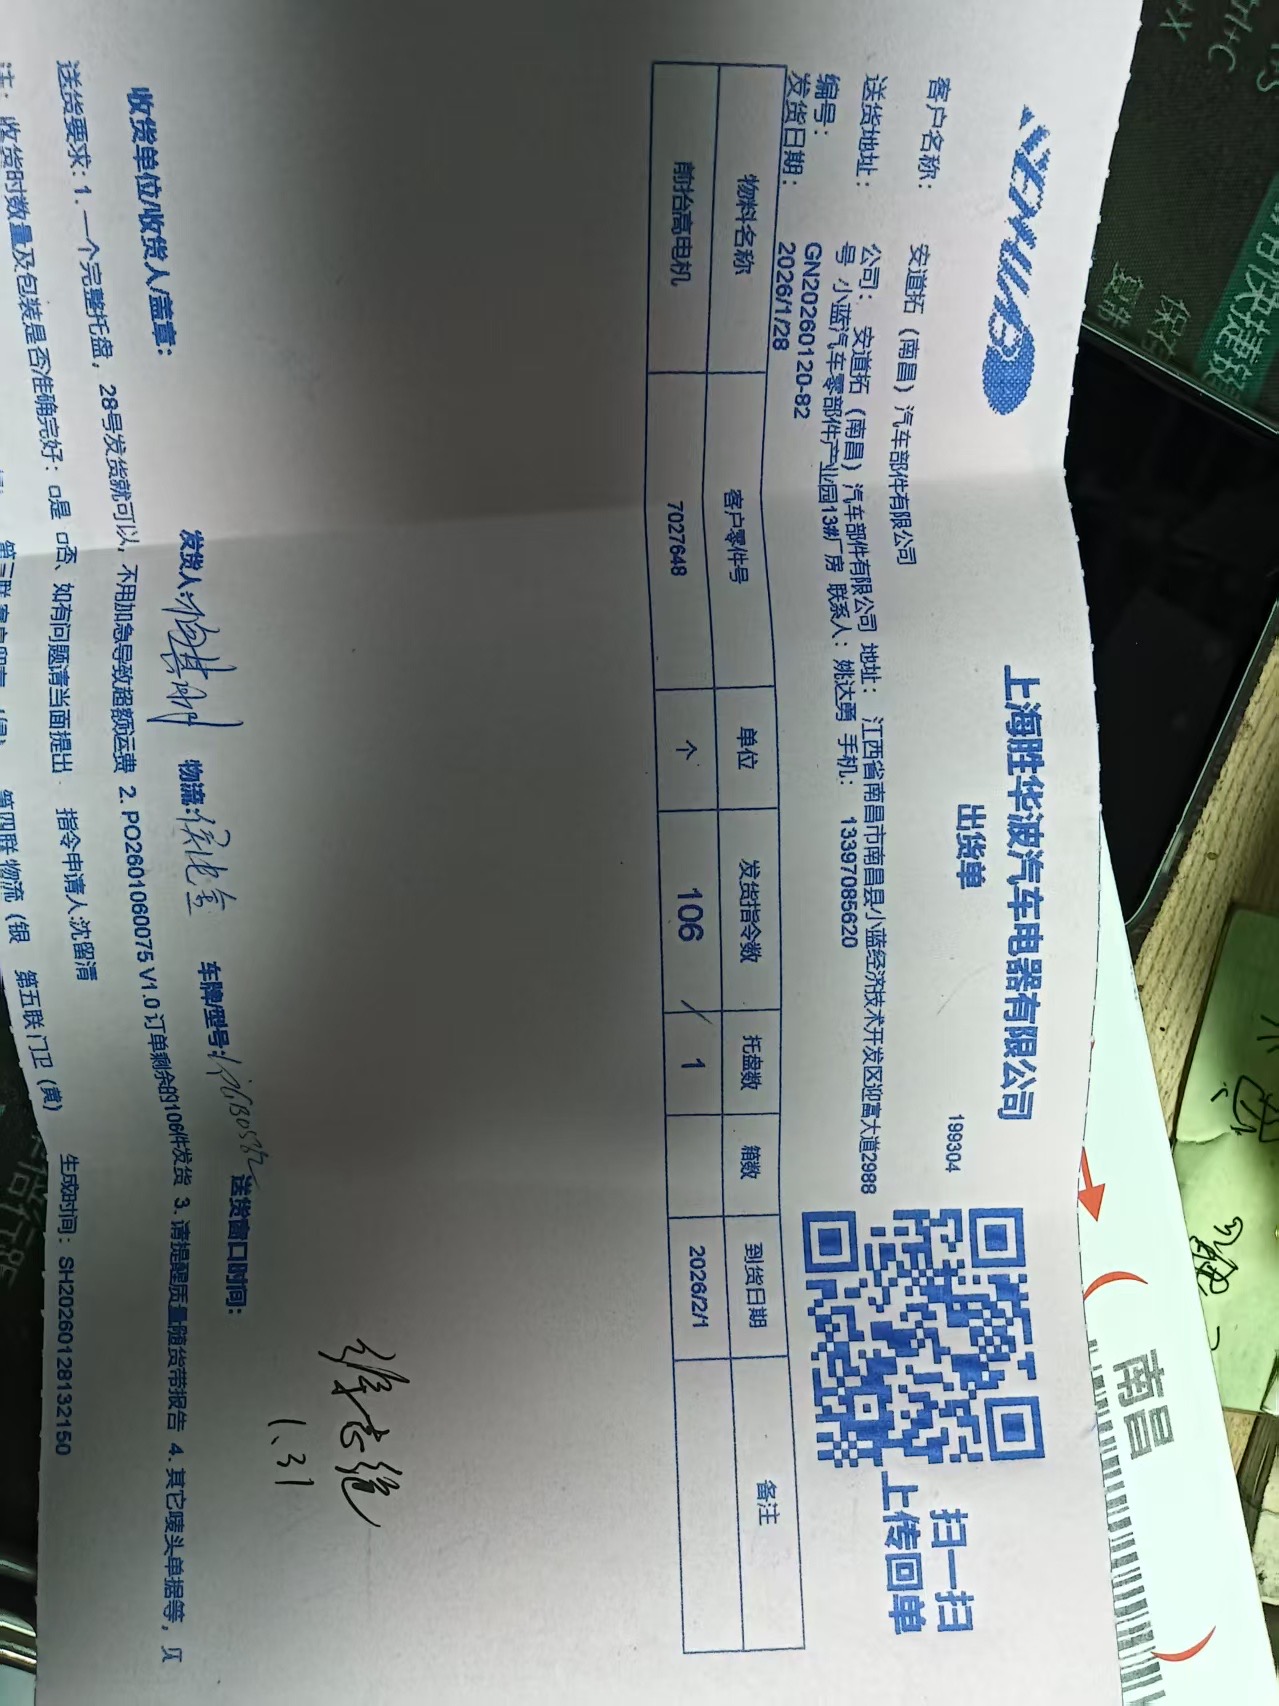 上海胜华波汽车电器有限公司
出货单
199304
扫一扫
上传回单
客户名称： 安道拓（南昌）汽车部件有限公司
送货地址： 公司： 安道拓（南昌）汽车部件有限公司 地址： 江西省南昌市南昌县小蓝经济技术开发区迎富大道2988
号 小蓝汽车零部件产业园13#厂房 联系人： 姚达勇 手机： 13397085620
编号： GN20260120-82
发货日期： 2026/1/28
物料名称 客户零件号 单位 发货指令数 托盘数 箱数 到货日期 备注
前抬高电机 7027648 个 106 / 1 2026/2/1
1.31
发货人: 物流: 车牌/型号: 送货窗口时间:
收货单位/收货人/盖章：
送货要求：1. 一个完整托盘，28号发货就可以, 不用加急导致超额运费 2. PO2601060075 V1.0 订单剩余的106件发货 3. 请提醒质量随货带报告 4. 其它唛头单据等，见
注： 收货时数量及包装是否准确完好：□是 □否、如有问题请当面提出 指令申请人:沈留清 生成时间：SH20260128132150
第四联 物流（银 第五联 门卫（黄）
南昌